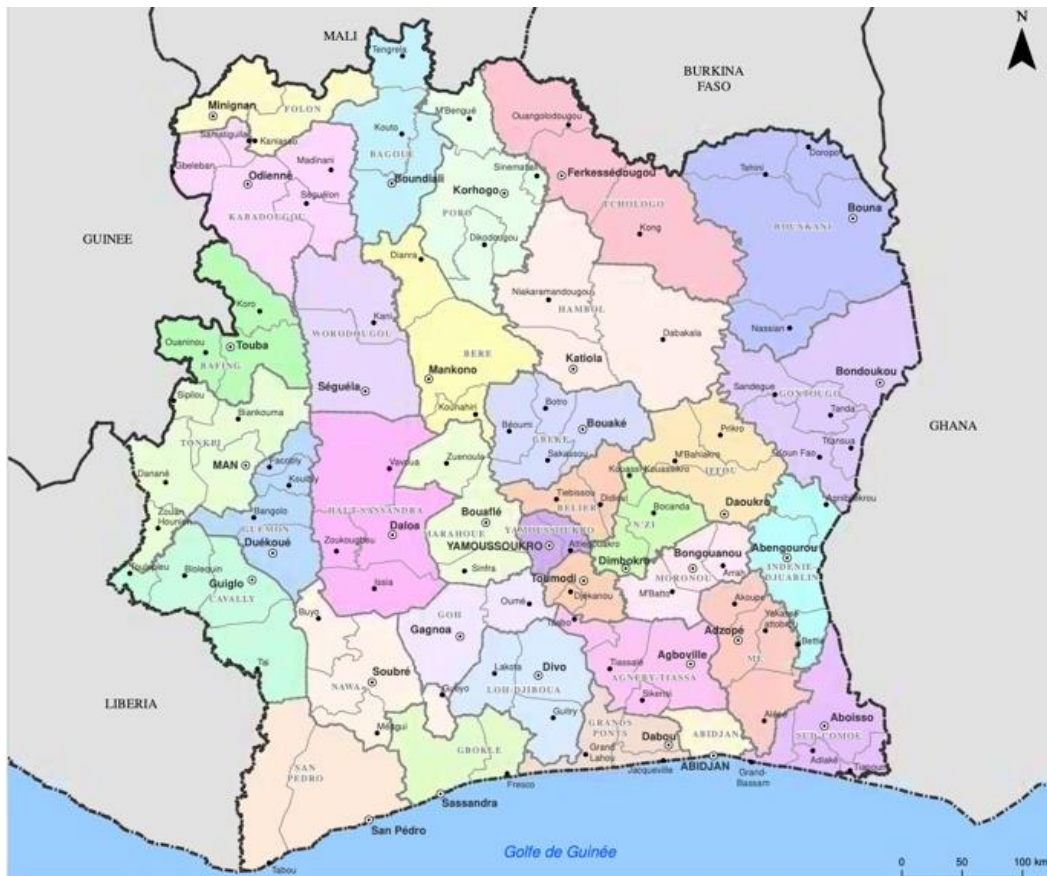 N
MALI
Tengrela
BURKINA
FASO
Minignan
FOLON
M'Bengué
Ouangolodougou
Samatiguila
Kaniasso
Kouto
Doropo
Tehini
Gbeleban
Madinani
BAGOUE
Sinematiali
Ferkessédougou
Odienné
Boundiali
Korhogo
TCHOLOGO
Séguélon
Bouna
KABADOUGOU
PORO
BOUNKANI
GUINEE
Dikodougou
Kong
Dianra
Koro
Niakaramandougou
HAMBOL
Kani
Nassian
WORODOUGOU
Dabakala
Ouaninou
Touba
BERE
BAFING
Katiola
Mankono
Bondoukou
Séguéla
Sandegue
GONTOUGO
Sipilou
Kounahiri
Botro
Biankouma
Tanda
GHANA
Béoumi
Bouaké
Prikro
TONKPI
GBEKE
Transua
MAN
Facobly
Vavoua
Zuenoula
Sakassou
M'Bahiakro
Kouassi Kouassikro
IFFOU
Danané
Kouibly
Tiebissou
Didievi
Agnibilékrou
Zouan
Hounien
Bangolo
HAUT-SASSANDRA
Bouaflé
BELIER
N'ZI
Bocanda
Daoukro
GUEMON
Daloa
MARAHOUE
YAMOUSSOUKRO
Duékoué
Zoukougbeu
YAMOUSSOUKRO
Attiégouakro
Bongouanou
Abengourou
Toulepleu
Blolequin
Guiglo
Sinfra
Dimbokro
Arrah
INDENIE-
DJUABLIN
Issia
Toumodi
MORONOU
CAVALLY
Djékanou
M'Batto
Akoupe
Buyo
Oumé
GOH
Taabo
Gagnoa
Adzopé
Bettié
Taï
Lakota
Divo
Tiassalé
Agboville
ME
Soubré
NAWA
Guéyo
LOH-DJIBOUA
AGNEBY-TIASSA
Sikensi
LIBERIA
Guitry
Alépé
Aboisso
Méagui
GRANDS
PONTS
Dabou
ABIDJAN
SUD-COMOE
GBOKLE
Grand
Lahou
Adiaké
SAN
PEDRO
Jacqueville
ABIDJAN
Grand-
Bassam
Tiapoum
Fresco
Sassandra
San Pédro
Golfe de Guinée
Tabou
0 50 100 km